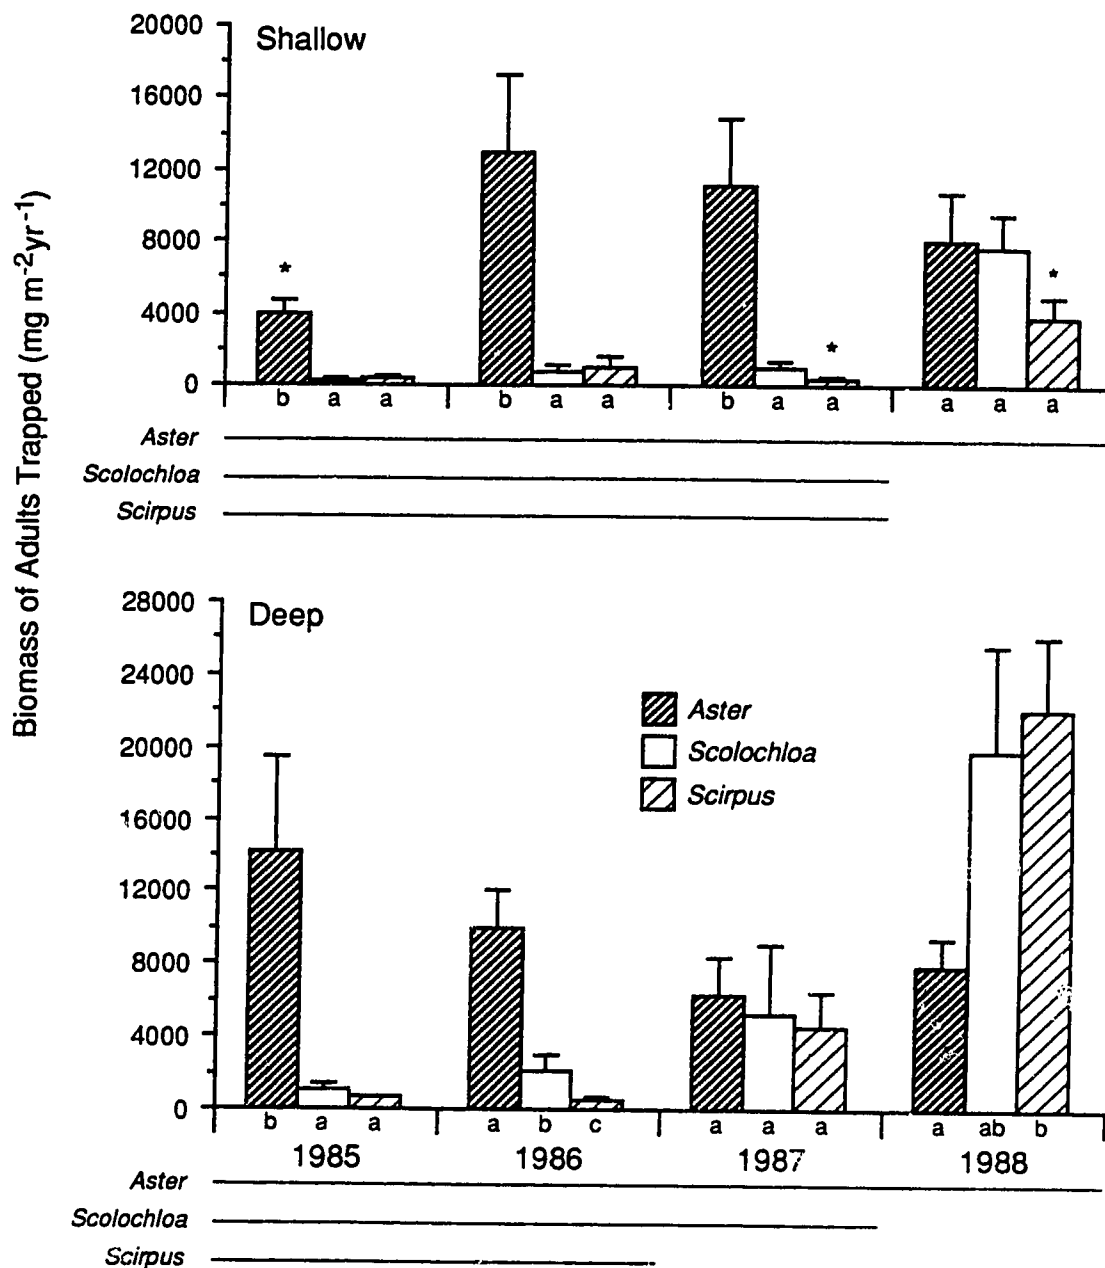 Biomass of Adults Trapped (mg m-2yr-1)
20000
16000
12000
8000
4000
0
Shallow
*
*
*
b a a b a a b a a a a a
Aster
Scolochloa
Scirpus
28000
24000
20000
16000
12000
8000
4000
0
Deep
Aster
Scolochloa
Scirpus
b a a a b c a a a a ab b
1985 1986 1987 1988
Aster
Scolochloa
Scirpus